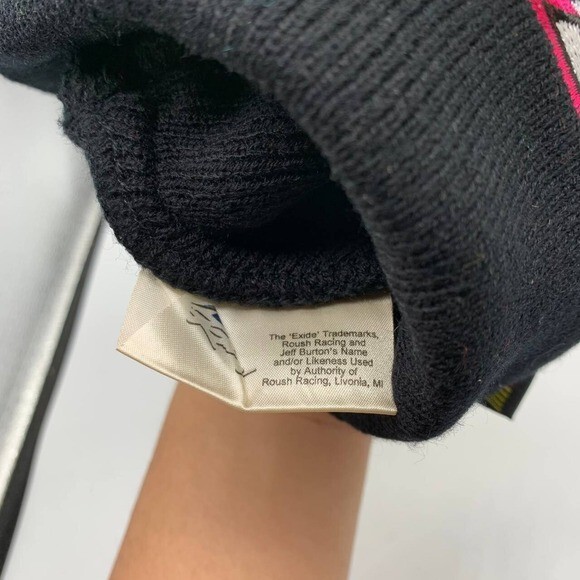 The 'Exide' Trademarks,
Roush Racing and
Jeff Burton's Name
and/or Likeness Used
by Authority of
Roush Racing, Livonia, MI